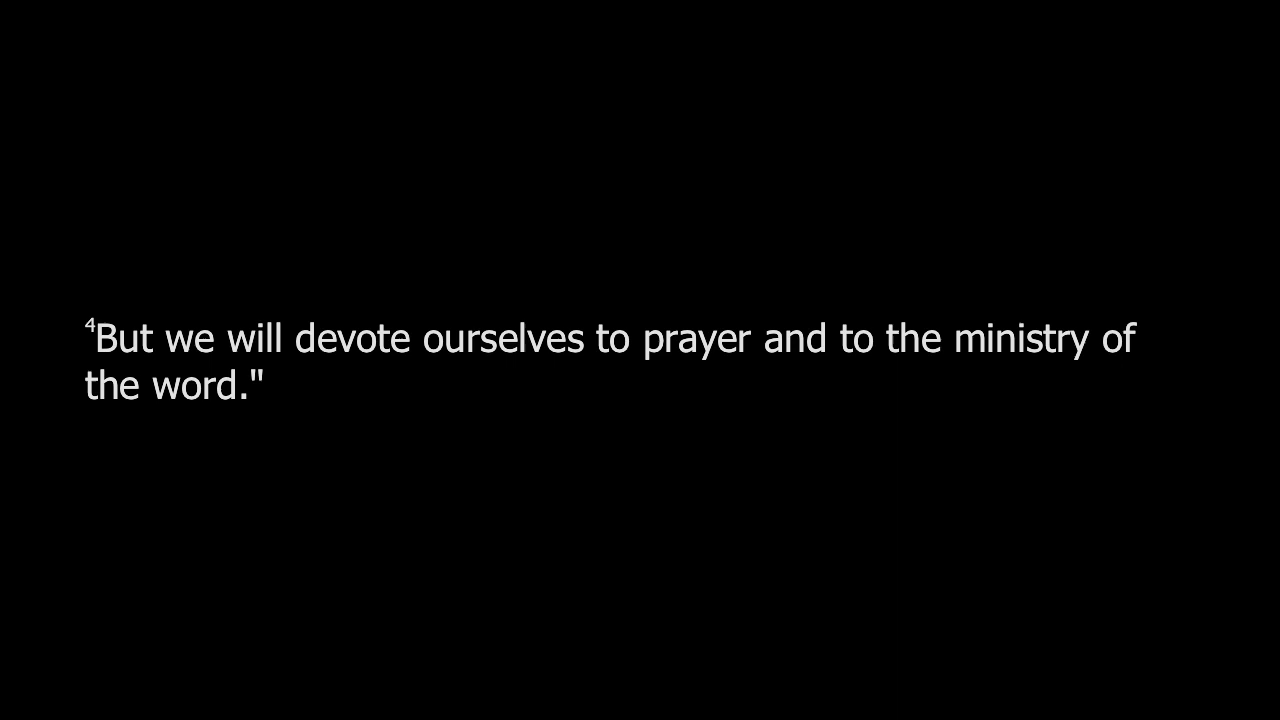 ⁴But we will devote ourselves to prayer and to the ministry of
the word."